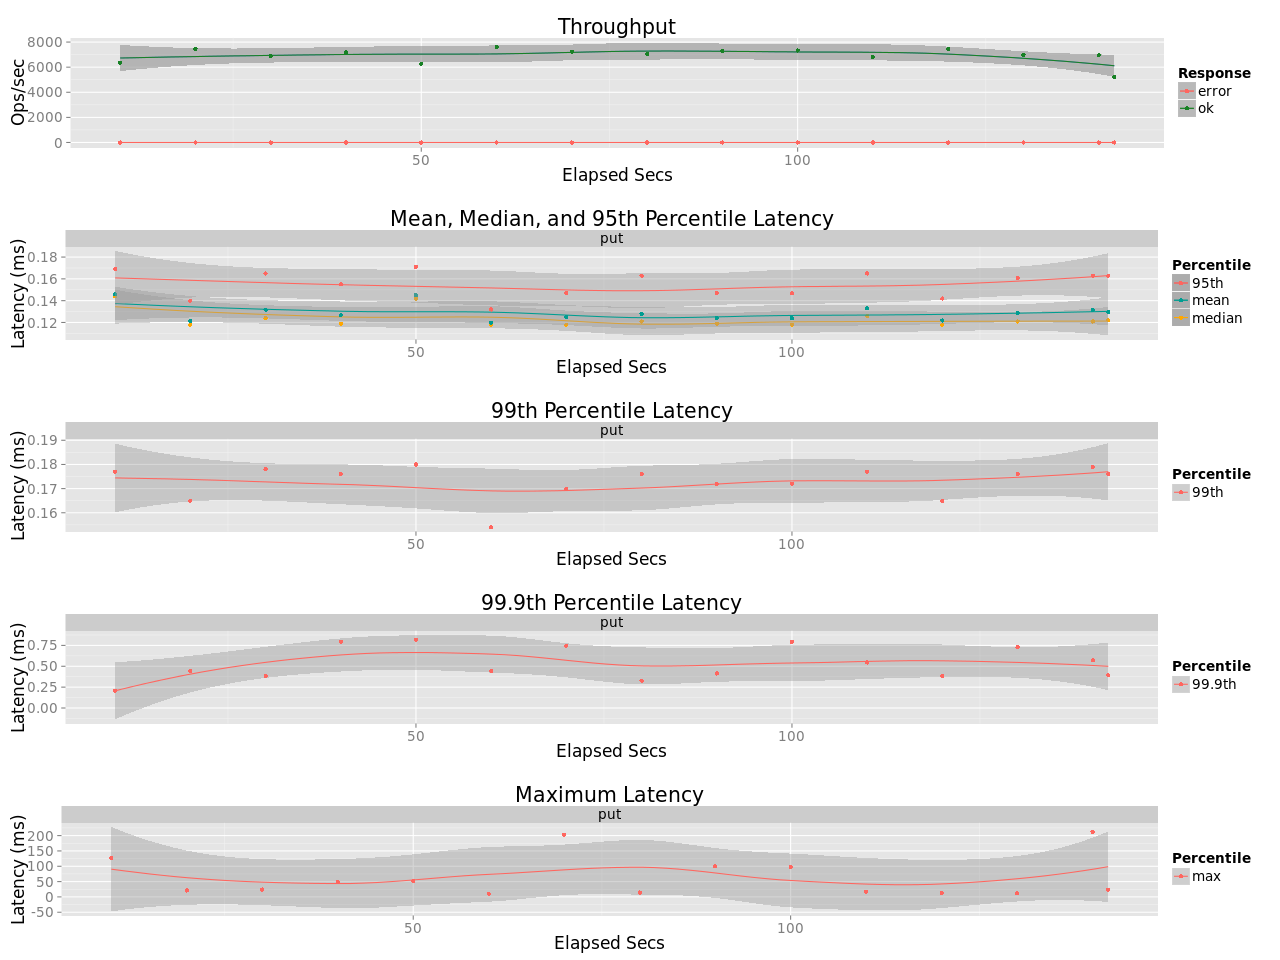 Throughput
8000
6000
4000
2000
0
Ops/sec
50
100
Elapsed Secs
Response
error
ok
Mean, Median, and 95th Percentile Latency
put
0.18
0.16
0.14
0.12
Latency (ms)
50
100
Elapsed Secs
Percentile
95th
mean
median
99th Percentile Latency
put
0.19
0.18
0.17
0.16
Latency (ms)
50
100
Elapsed Secs
Percentile
99th
99.9th Percentile Latency
put
0.75
0.50
0.25
0.00
Latency (ms)
50
100
Elapsed Secs
Percentile
99.9th
Maximum Latency
put
200
150
100
50
0
-50
Latency (ms)
50
100
Elapsed Secs
Percentile
max